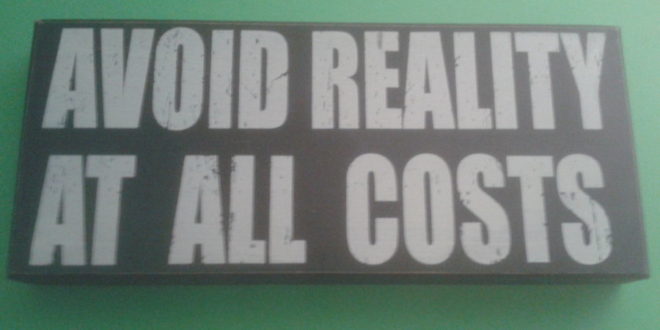 AVOID REALITY
AT ALL COSTS